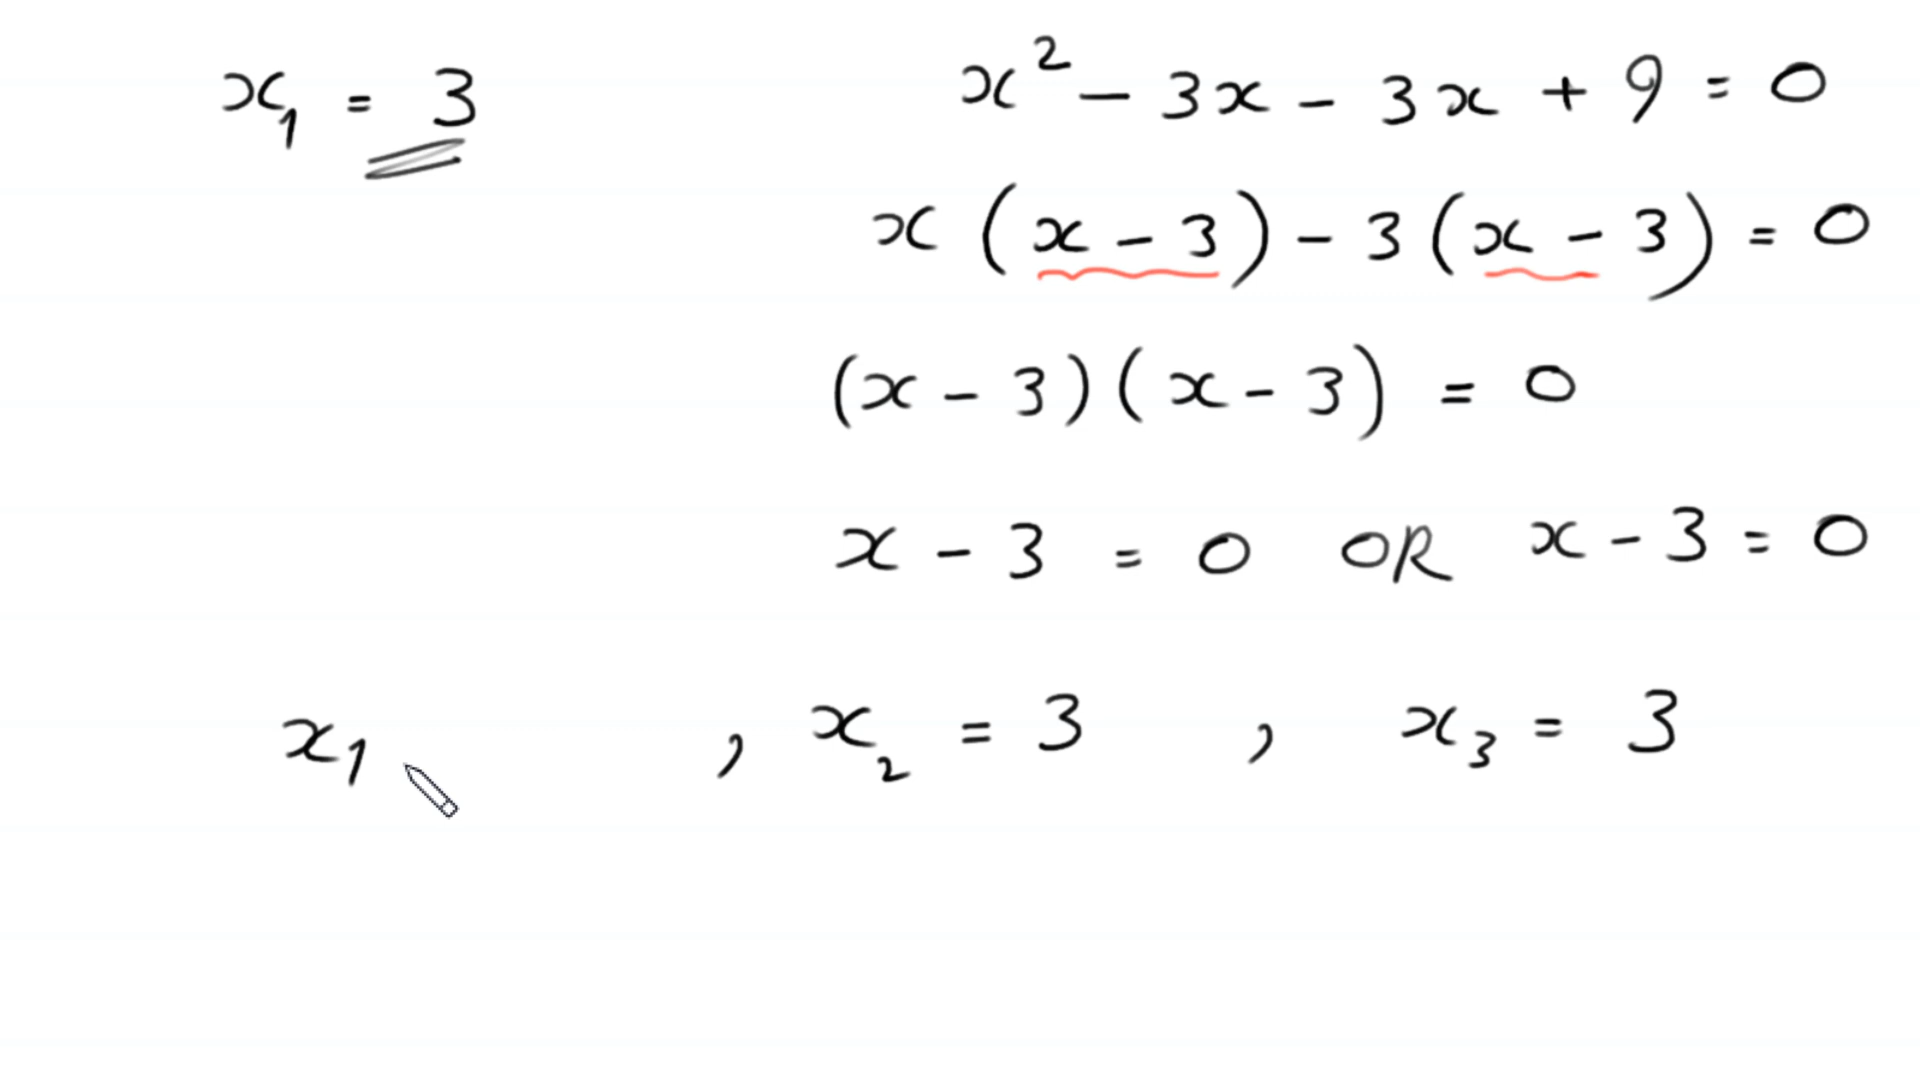 x₁ = 3
x² - 3x - 3x + 9 = 0
x (x - 3) - 3 (x - 3) = 0
(x - 3) (x - 3) = 0
x - 3 = 0 OR x - 3 = 0
x₁ , x₂ = 3 , x₃ = 3